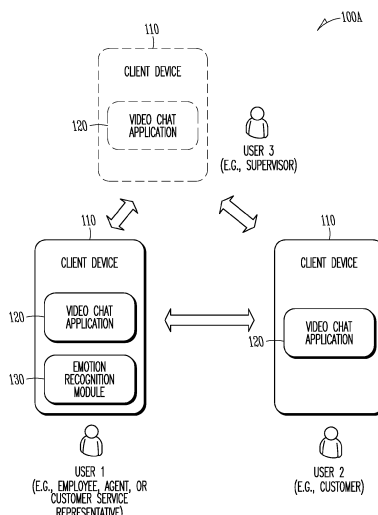 100A
110
CLIENT DEVICE
120
VIDEO CHAT
APPLICATION
USER 3
(E.G., SUPERVISOR)
110
CLIENT DEVICE
120
VIDEO CHAT
APPLICATION
130
EMOTION
RECOGNITION
MODULE
USER 1
(E.G., EMPLOYEE, AGENT, OR
CUSTOMER SERVICE
REPRESENTATIVE)
110
CLIENT DEVICE
120
VIDEO CHAT
APPLICATION
USER 2
(E.G., CUSTOMER)